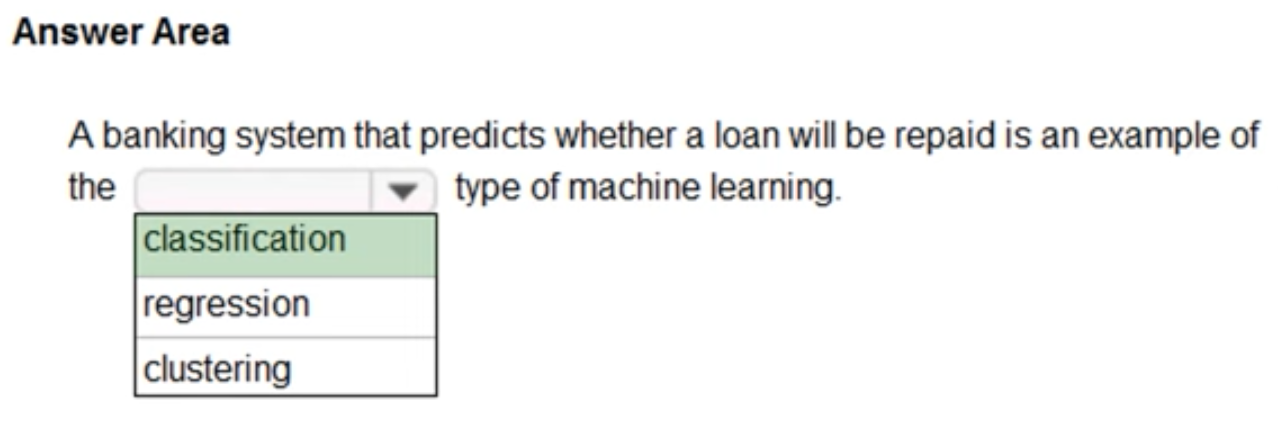 Answer Area
A banking system that predicts whether a loan will be repaid is an example of
the type of machine learning.
classification
regression
clustering